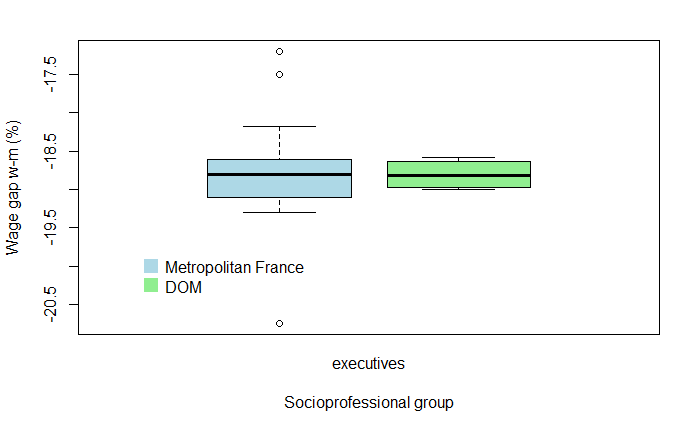 Wage gap w-m (%)
-17.5
-18.5
-19.5
-20.5
Metropolitan France
DOM
executives
Socioprofessional group